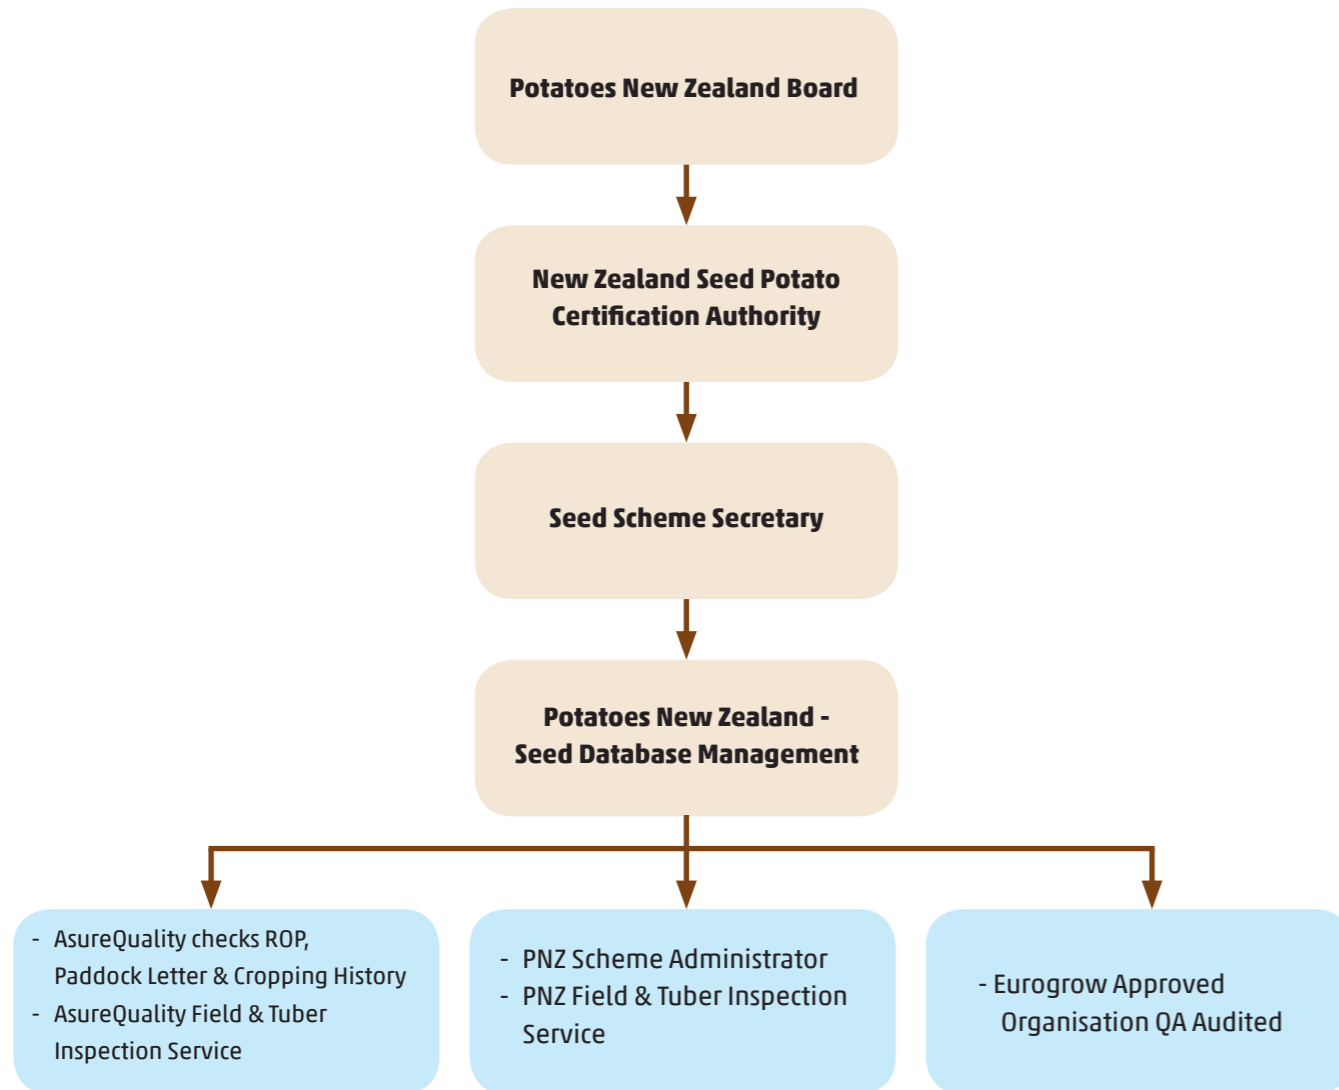 Potatoes New Zealand Board
New Zealand Seed Potato
Certification Authority
Seed Scheme Secretary
Potatoes New Zealand -
Seed Database Management
- AsureQuality checks ROP,
Paddock Letter & Cropping History
- AsureQuality Field & Tuber
Inspection Service
- PNZ Scheme Administrator
- PNZ Field & Tuber Inspection
Service
- Eurogrow Approved
Organisation QA Audited